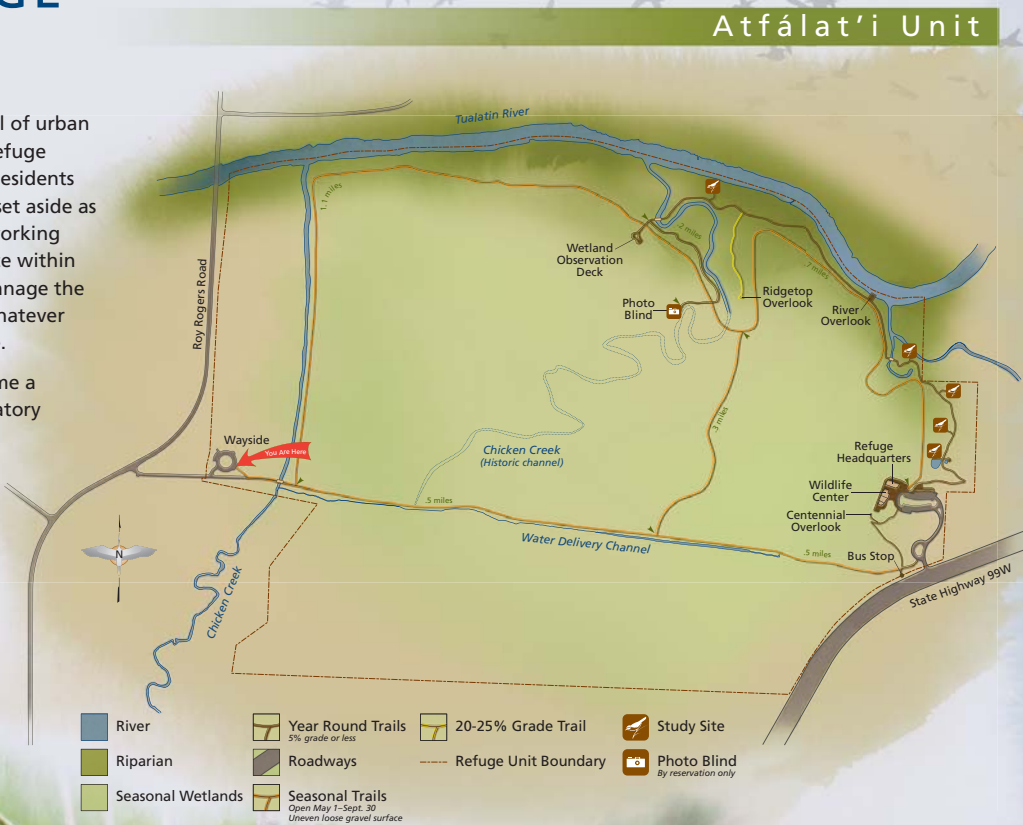 Atfálat'i Unit
l of urban
efuge
esidents
set aside as
orking
e within
nage the
hatever
.
me a
atory
Tualatin River
1.1 miles
Roy Rogers Road
Wetland
Observation
Deck
.2 miles
.7 miles
Photo
Blind
Ridgetop
Overlook
River
Overlook
.3 miles
Chicken Creek
(Historic channel)
Wayside
You Are Here
.5 miles
Water Delivery Channel
.5 miles
Refuge
Headquarters
Wildlife
Center
Centennial
Overlook
Bus Stop
State Highway 99W
N
Chicken Creek
River
Riparian
Seasonal Wetlands
Year Round Trails
5% grade or less
Roadways
Seasonal Trails
Open May 1–Sept. 30
Uneven loose gravel surface
20-25% Grade Trail
Refuge Unit Boundary
Study Site
Photo Blind
By reservation only